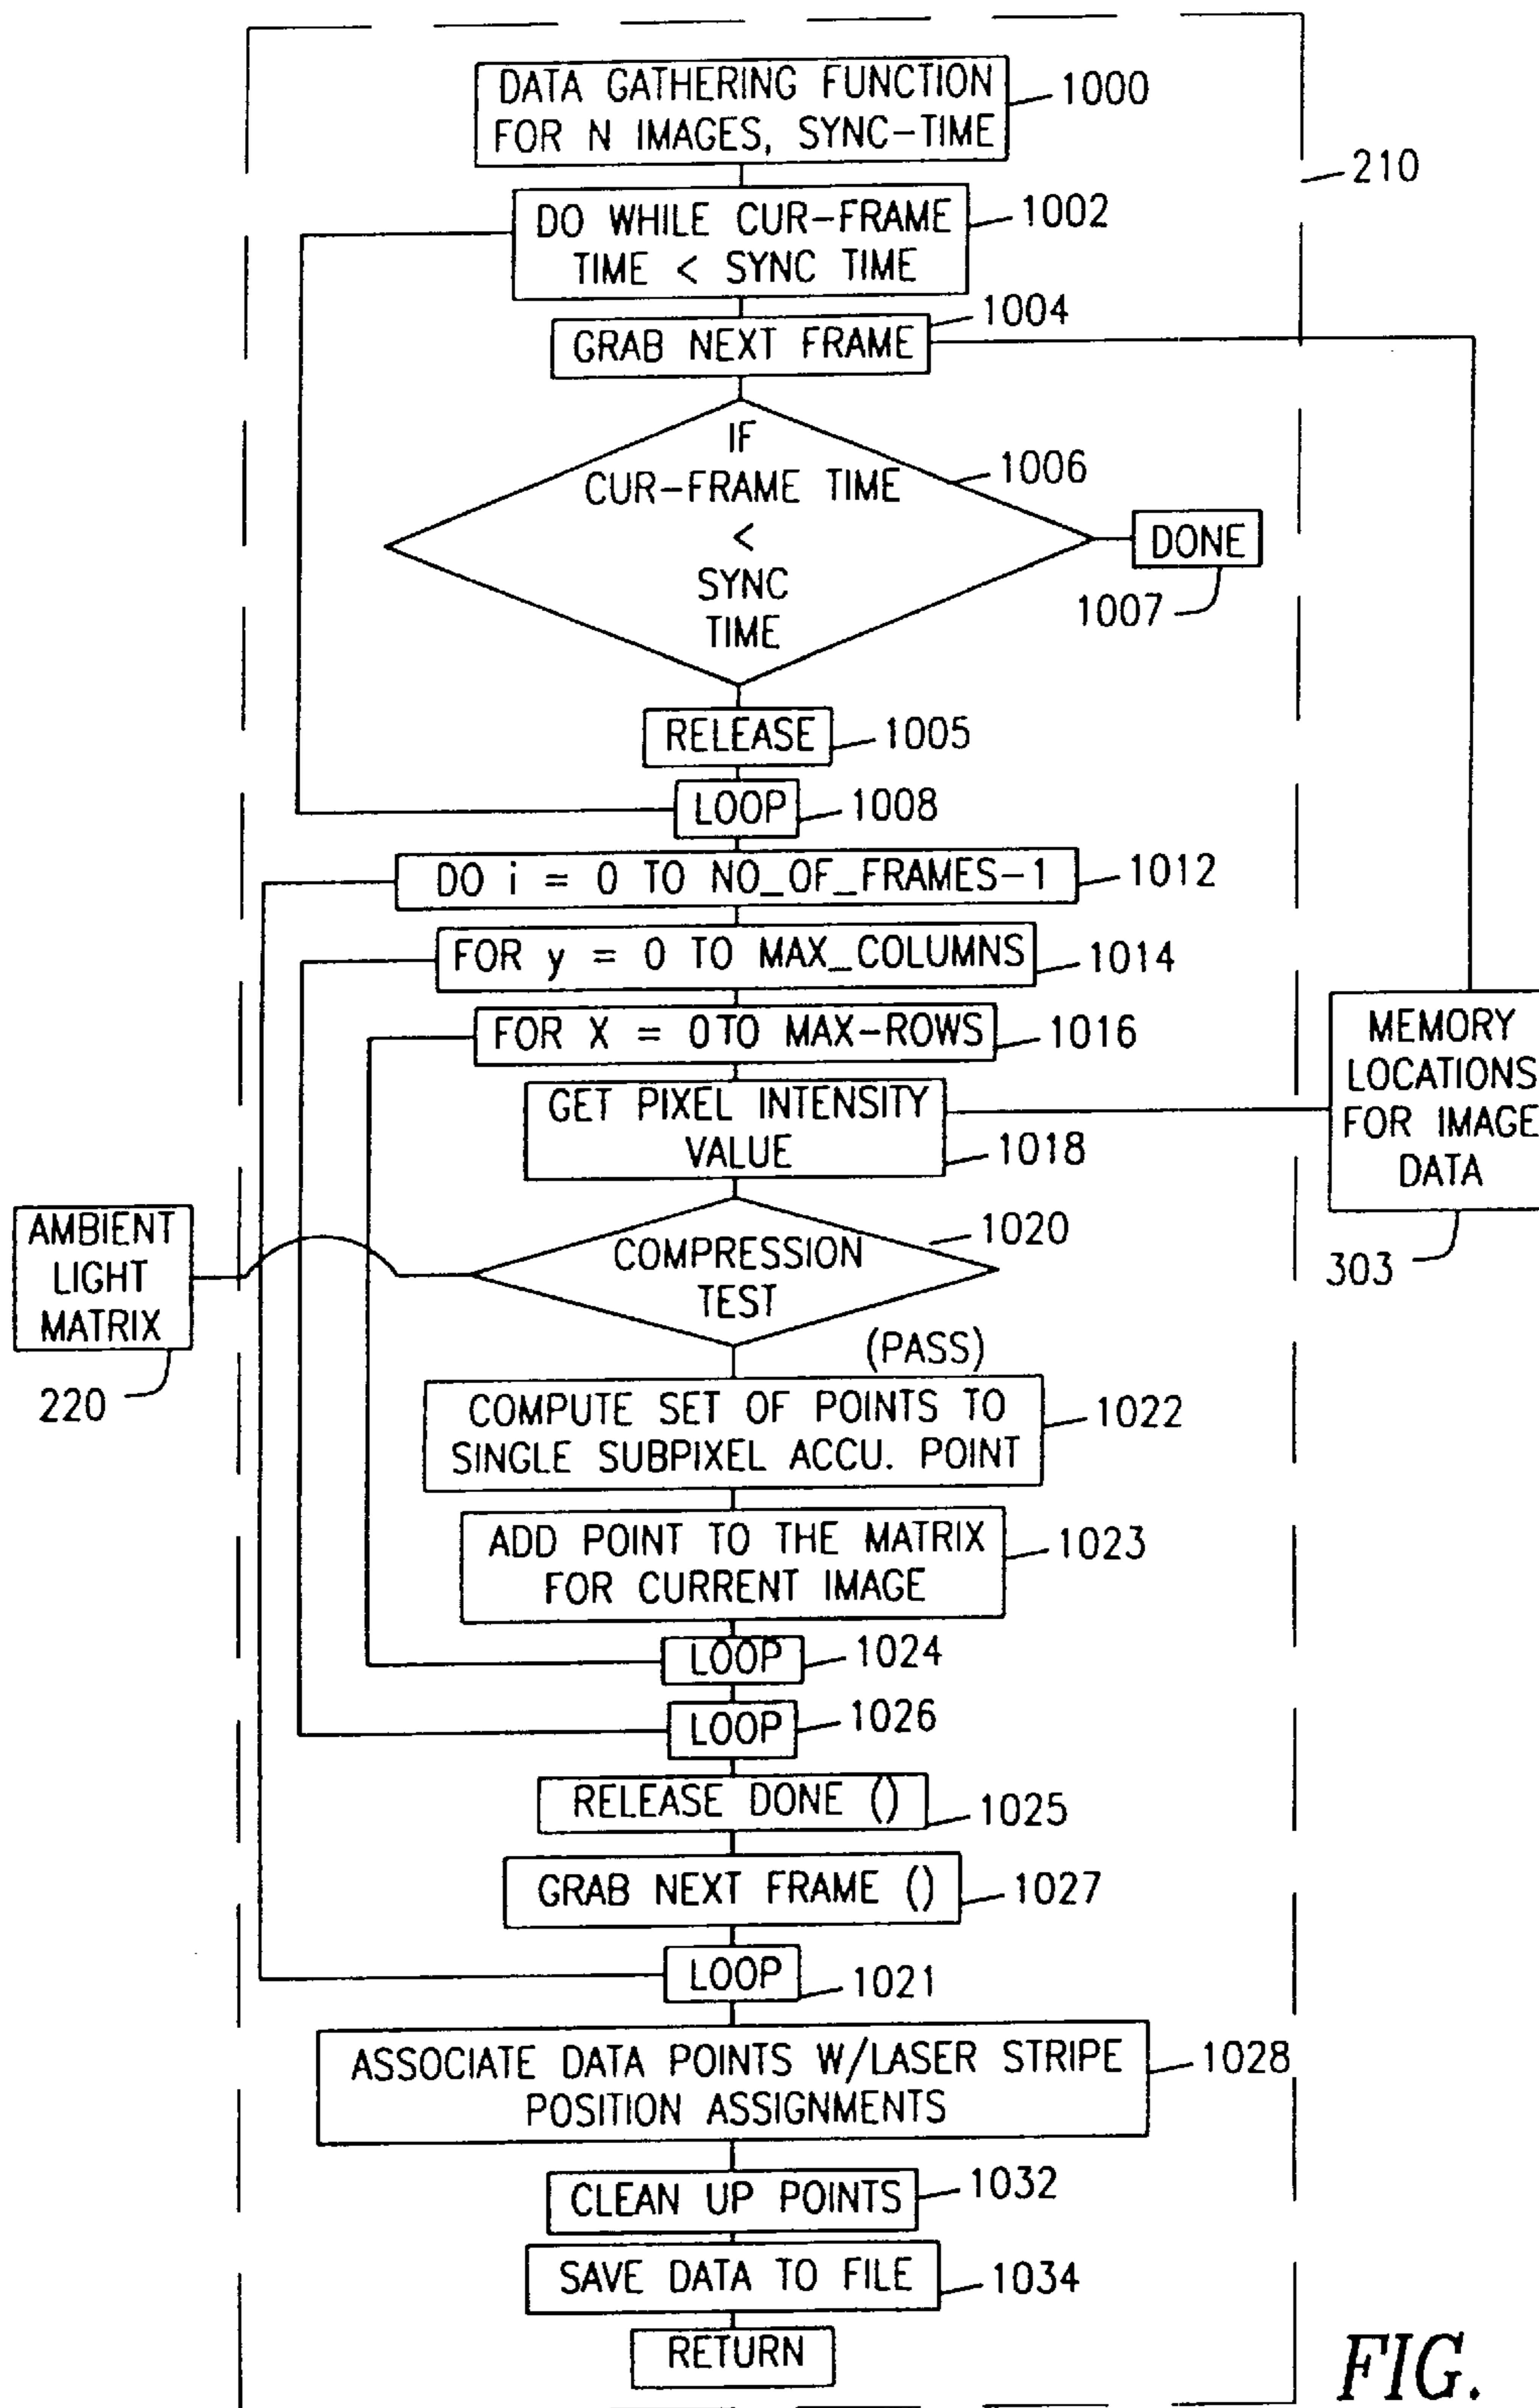 DATA GATHERING FUNCTION
FOR N IMAGES, SYNC-TIME
1000
210
DO WHILE CUR-FRAME
TIME < SYNC TIME
1002
GRAB NEXT FRAME
1004
IF
CUR-FRAME TIME
<
SYNC
TIME
1006
DONE
1007
RELEASE
1005
LOOP
1008
DO i = 0 TO NO_OF_FRAMES-1
1012
FOR y = 0 TO MAX_COLUMNS
1014
FOR X = 0 TO MAX-ROWS
1016
GET PIXEL INTENSITY
VALUE
1018
MEMORY
LOCATIONS
FOR IMAGE
DATA
303
AMBIENT
LIGHT
MATRIX
220
COMPRESSION
TEST
1020
(PASS)
COMPUTE SET OF POINTS TO
SINGLE SUBPIXEL ACCU. POINT
1022
ADD POINT TO THE MATRIX
FOR CURRENT IMAGE
1023
LOOP
1024
LOOP
1026
RELEASE DONE ()
1025
GRAB NEXT FRAME ()
1027
LOOP
1021
ASSOCIATE DATA POINTS W/LASER STRIPE
POSITION ASSIGNMENTS
1028
CLEAN UP POINTS
1032
SAVE DATA TO FILE
1034
RETURN
FIG.